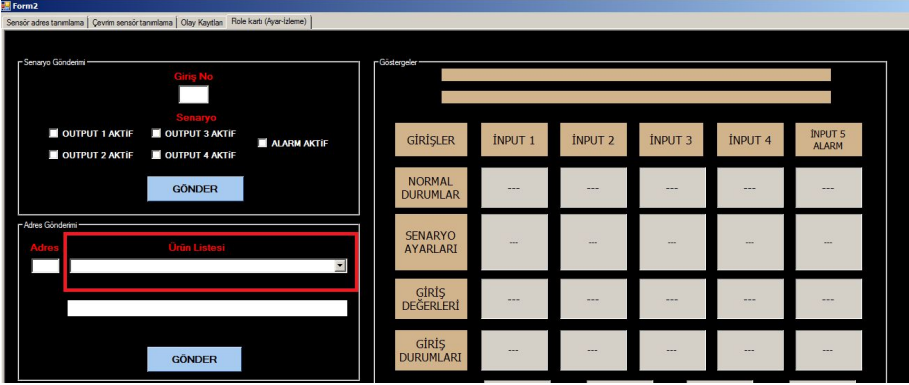 Form2
Sensör adres tanımlama | Çevrim sensör tanımlama | Olay Kayıtları | Role kartı (Ayar-İzleme)
Senaryo Gönderimi
Giriş No
Senaryo
OUTPUT 1 AKTİF
OUTPUT 3 AKTİF
ALARM AKTİF
OUTPUT 2 AKTİF
OUTPUT 4 AKTİF
GÖNDER
Adres Gönderimi
Adres
Ürün Listesi
GÖNDER
Göstergeler
GİRİŞLER İNPUT 1 İNPUT 2 İNPUT 3 İNPUT 4 İNPUT 5
ALARM
NORMAL
DURUMLAR --- --- --- --- ---
SENARYO
AYARLARI --- --- --- --- ---
GİRİŞ
DEĞERLERİ --- --- --- --- ---
GİRİŞ
DURUMLARI --- --- --- --- ---